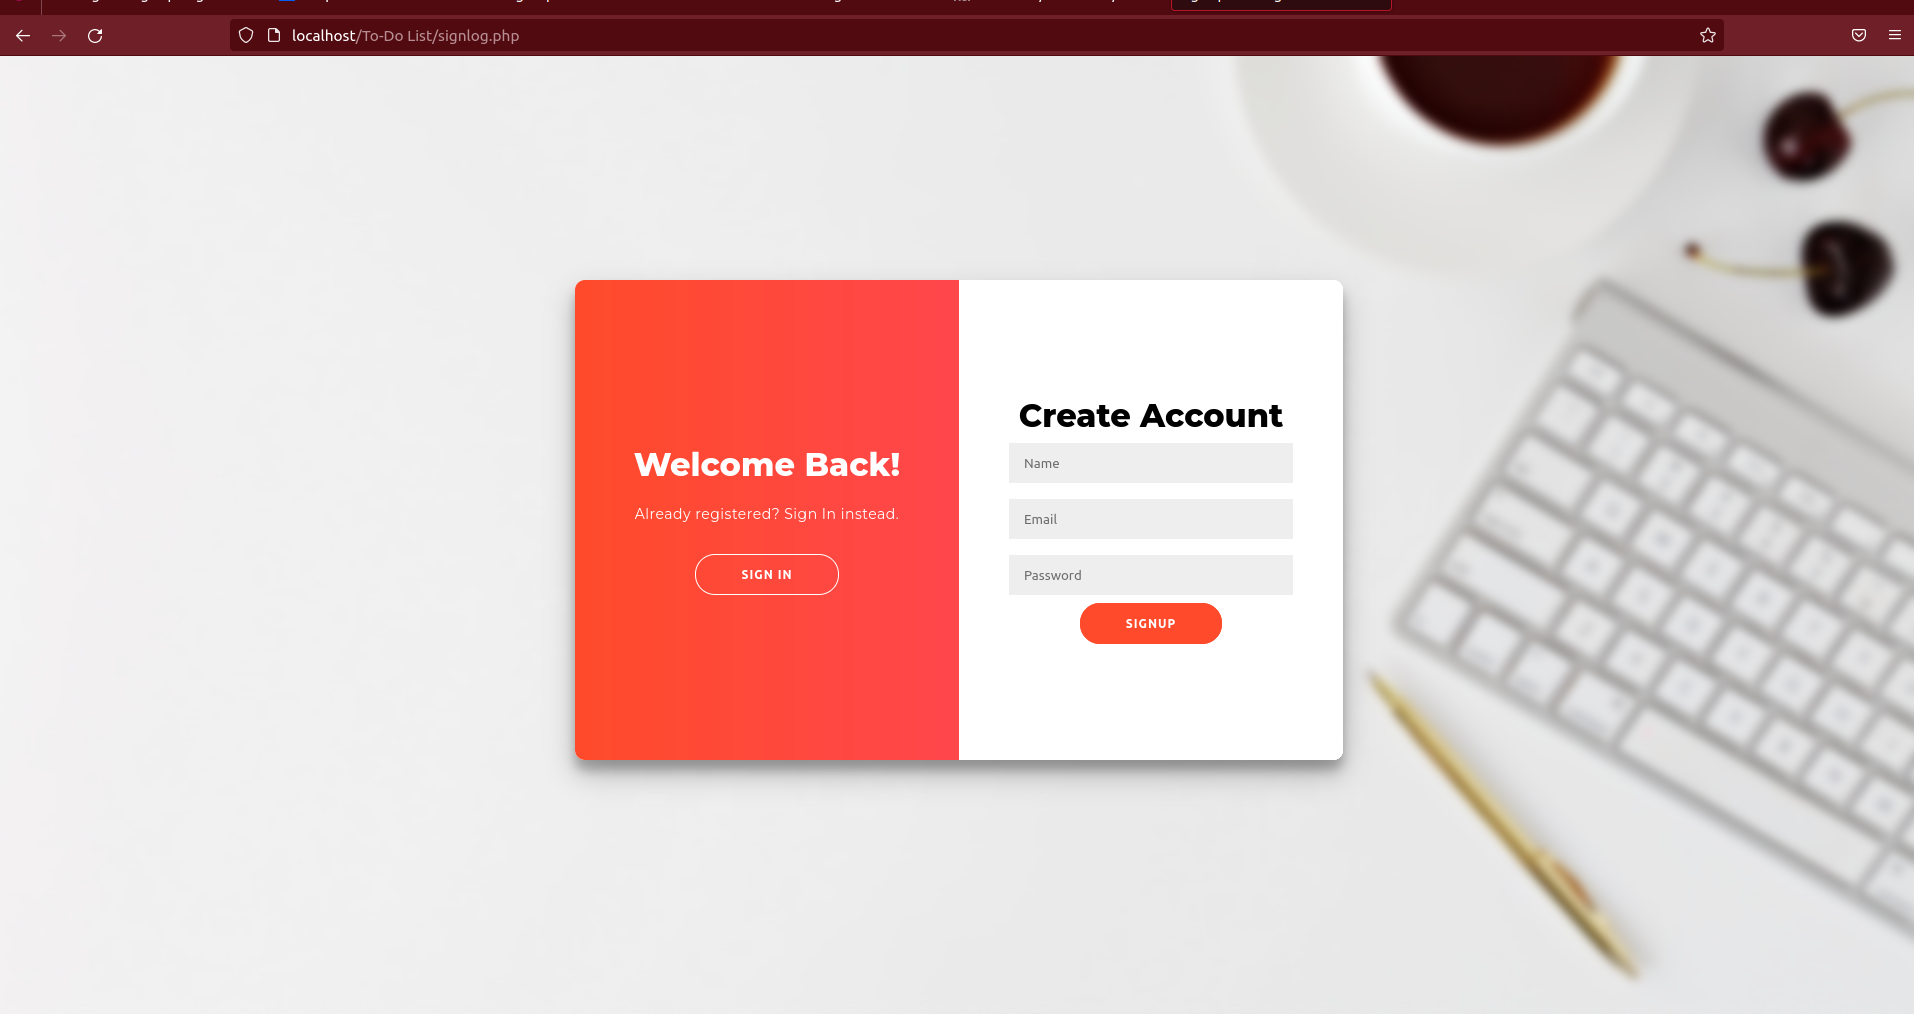 localhost/To-Do List/signlog.php
Welcome Back!
Already registered? Sign In instead.
SIGN IN
Create Account
Name
Email
Password
SIGNUP